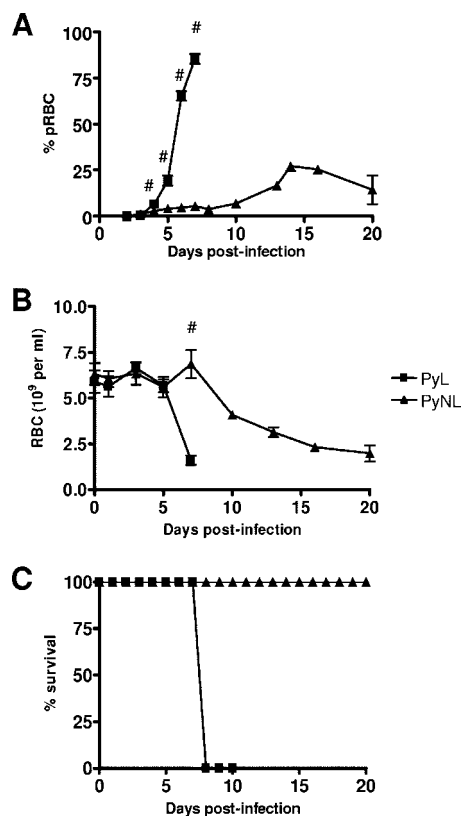 A
100
75
50
25
0
% pRBC
# # # #
0 5 10 15 20
Days post-infection
B
10.0
7.5
5.0
2.5
0.0
RBC (10⁹ per ml)
#
0 5 10 15 20
Days post-infection
PyL
PyNL
C
100
75
50
25
0
% survival
0 5 10 15 20
Days post-infection